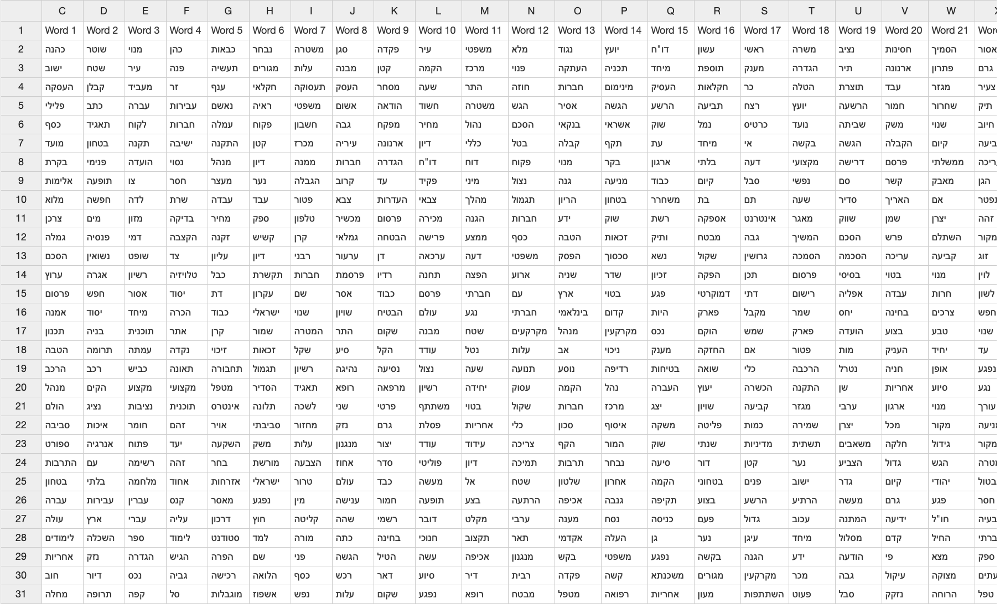 C D E F G H I J K L M N O P Q R S T U V W
1 Word 1 Word 2 Word 3 Word 4 Word 5 Word 6 Word 7 Word 8 Word 9 Word 10 Word 11 Word 12 Word 13 Word 14 Word 15 Word 16 Word 17 Word 18 Word 19 Word 20 Word 21
2 כהנה שוטר מנוי כהן כבאות נבחר משטרה סגן פקדה עיר משפטי מלא נגוד יועץ דו"ח עשון ראשי משרה נציב חסינות הסמיך אסור
3 ישוב שטח עיר פנה תעשיה מגורים עלות מבנה קטן הקמה מרכז פנוי העתקה תכניה מיחד תוספת מענק הגדרה תיר ארנונה פתרון גרם
4 העסקה קבלן מעביד זר ענף חקלאי תעסוקה העסק מסחר שעה התר חוזה חברות מינימום העסיק חקלאות כר הטלה תוצרת עבד מגזר צעיר
5 פלילי כתב עברה עבירות נאשם ראיה משפטי אשום הודאה חשוד משטרה הגש אסיר הגשה הרשע תביעה רצח יועץ הרשעה חמור שחרור תיק
6 כסף תאגיד לקוח חברות עמלה פקוח חשבון גבה מפקח מחיר נהול הסכם בנקאי אשראי שוק נמל כרטיס נועד שביתה משק שנוי חיוב
7 מועד בטחון תקנה ישיבה התקנה קטן מכרז עיריה ארנונה דיון כללי בטל קבלה תקף עת מיחד אי בקשה הגשה הקבלה קיום
8 בקרת פנימי הועדה נסוי מנהל דיון ממנה חברות הגדרה דו"ח דוח פקוח מנוי בקר ארגון בלתי דעה מקצועי דרישה פרסם ממשלתי
9 אלימות תופעה צו חסר מעצר נער הגבלה קרוב עד פקיד מיני נצול גנה מניעה כבוד קיום סבל נפשי סם קשר מאבק הגן
10 מלוא חפשה לדה שרת עבדה עבד פטור צבא העדרות צבאי מהלך תגמול הריון בטחון משחרר בת תם שעה סדיר האריך אם
11 צרכן מים מזון בדיקה מחיר ספק טלפון מכשיר פרסום מכירה הגנה חברות ידע שוק רשת אספקה אינטרנט מאגר שווק שמן יצרן זהה
12 גמלה פנסיה דמי הקצבה זקנה קשיש קרן גמלאי הבטחה פרישה ממצע כסף הטבה זכאות ותיק מבטח גבה המשיך הסכם פרש השתלם
13 הסכם נשואין שופט צד עליון דיון רבני ערעור דן ערכאה דעה משפטי הפסק סכסוך נשא שקול גרושין הסמכה הסכמה עריכה קביעה זוג
14 ערוץ אגרה רשיון טלויזיה כבל תקשרת חברות פרסמת רדיו תחנה הפצה ארוע שניה שדר זכיון הפקה תכן פרסום בסיסי בטוי מנוי לוין
15 פרסום חפש אסור יסוד דת עקרון שם אסר כבוד פרסם חברתי עם ארץ בטוי פגע דמוקרטי דתי רישום אפליה עבדה חרות לשון
16 אמנה יסוד מיחד הכרה כבוד ישראלי שנוי שויון הבטיח עולם נגע חברתי בינלאמי קדום היות פארק מקבל שמר יחס בחינה צרכים חפש
17 תכנון בניה תוכנית אתר קרן שמור המטרה התר שקום מבנה שטח מקרקעים מנהל מקרקעין נכס הוקם שמש פארק הועדה בצוע טבע שנוי
18 הטבה תרומה עמתה נקדה זיכוי זכאות שקל סיע הקל עודד נטל עלות אב ניכוי מענק החזקה אם פטור מות העניק יחיד עד
19 הרכב רכב כביש תאונה תחבורה תגמול רשיון נהיגה נסיעה נצול שעה תנועה נוסע רדיפה בטיחות שואה כלי הרכבה נטרל חניה אופן נפגע
20 מנהל הקים מקצוע מקצועי מטפל הסדיר תאגיד רופא מרפאה רשיון יחידה עסוק הקמה נהל העברה יעוץ הכשרה התקנה שן אחריות סיוע נגע
21 הולם נציג נציבות תוכנית אינטרס תלונה לשכה שני פרטי משתתף בטוי שקול חברות מרכז יצג שויון קביעה מגזר ערבי ארגון מנוי עורך
22 סביבה איכות חומר זהם אויר סביבתי מחזור נזק גרם פסלת אחריות כלי סכון איסוף משקה פליטה כמות שמירה יצרן מכל מקור
23 ספורט אנרגיה פתוח יעד השקעה משק עלות מנגנון יצור עודד עידוד צריכה הקף המור שוק שנתי מדיניות תשתית משאבים חלקה גידול
24 התרבות עם רשימה זהה בחר מורשת הצבעה אחוז סדר פוליטי דיון תמיכה תרבות נבחר סיעה דור קטן נער הצביע גדול הגש
25 בטחון בלתי מלחמה אחוד אזרחות ישראלי טרור עולם כבד מעשה אל שטח שלטון אחרון הקמה בטחוני פנים ישוב גדר קיום יהודי
26 עברה עבירות עברין קנס מאסר נפגע מין ענישה חמור תופעה בצע הרתעה אכיפה גנבה תקיפה בצוע הרשע הרתיע מעשה גרם פגע חסר
27 עולה ארץ עברי עליה דרכון חוץ קליטה שהה רשמי דובר מקלט ערבי מענה נסח כניסה פעם גדול עכוב המתנה ידיעה חו"ל
28 לימודים השכלה ספר לימוד סטודנט למד מורה כתה בחינה חנוכי תקצוב תאר אקדמי העלה גן נער עיגן מיחד מסלול קדם החיל
29 אחריות נזק הגדרה הגיש הפרה שם פני הגשה הטיל עשה אכיפה מנגנון בקש משפטי נפגע בקשה הגנה ידע הודעה פי מצא ספק
30 חוב דיור נכס גביה רכישה הלואה כסף רכש דאר סיוע דיר רבית פקדה קשה משכנתא מגורים מקרקעין מכר גבה עיקול מצוקה
31 מחלה תרופה קפה סל מוגבלות אשפוז נפש עלות שקום נפגע רופא מבטח מטפל רפואה אחריות מעון השתתפות פעוט סבל נזקק הרוחה טפל